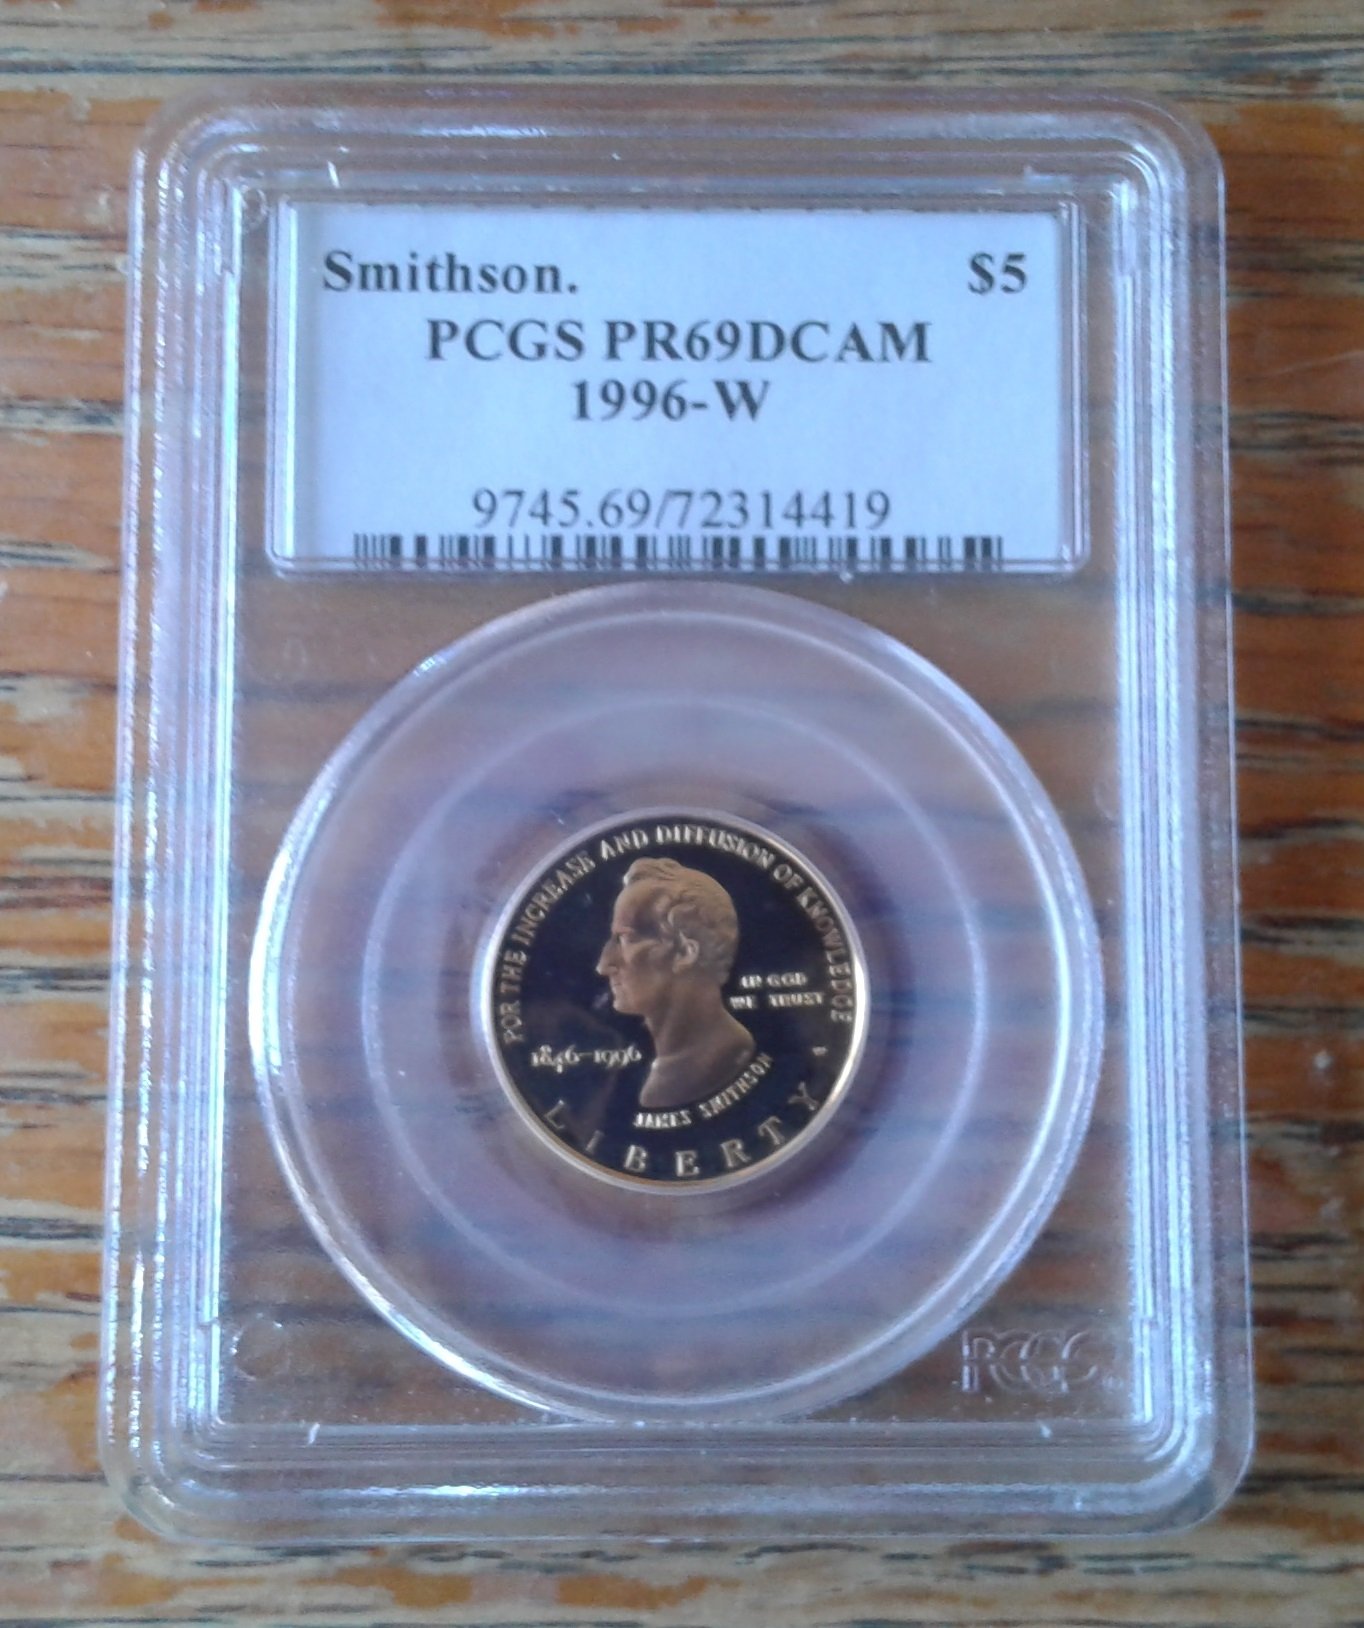 Smithson. $5
PCGS PR69DCAM
1996-W
9745.69/72314419
FOR THE INCREASE AND DIFFUSION OF KNOWLEDGE
IN GOD
WE TRUST
1846-1996
JAMES SMITHSON
LIBERTY
PCGS